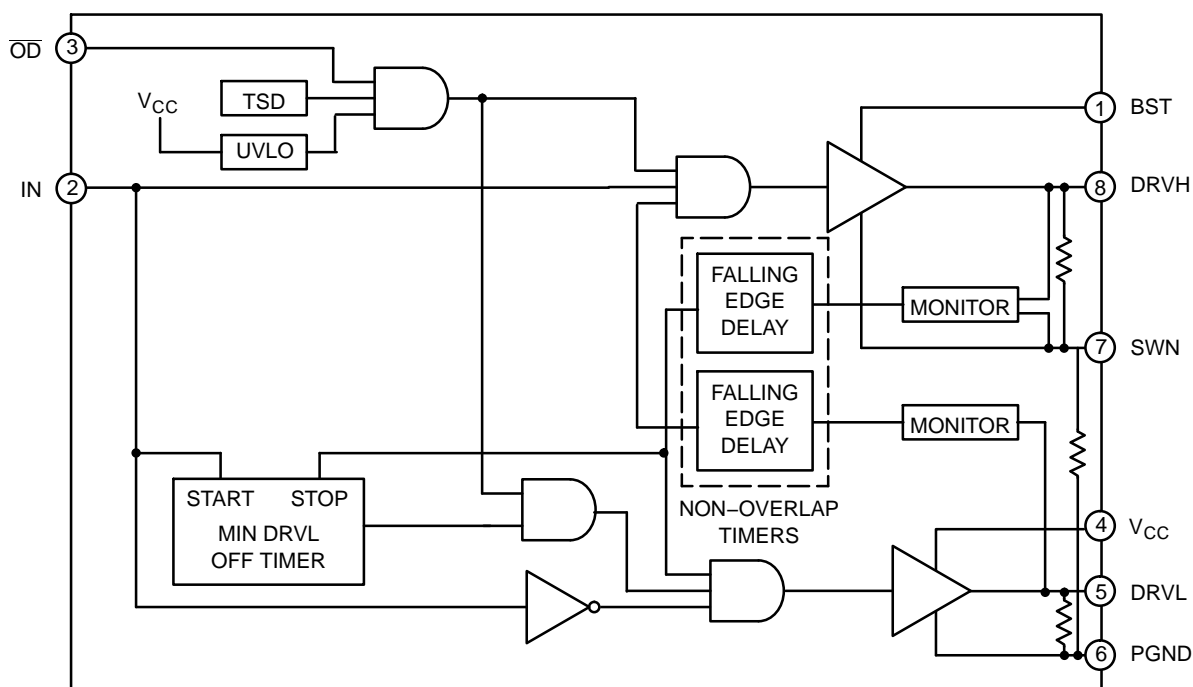 OD
3
TSD
VCC
UVLO
IN
2
1
BST
8
DRVH
FALLING
EDGE
DELAY
MONITOR
7
SWN
FALLING
EDGE
DELAY
MONITOR
START STOP
MIN DRVL
OFF TIMER
NON–OVERLAP
TIMERS
4
VCC
5
DRVL
6
PGND